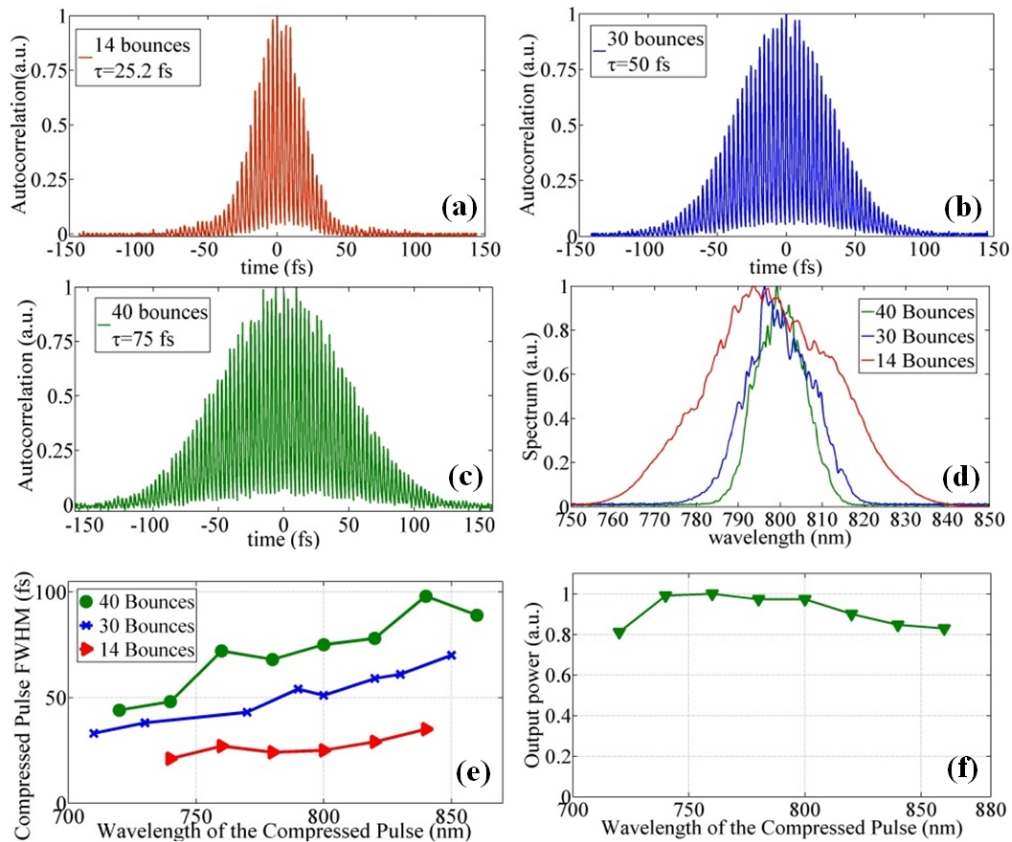 1
0.75
0.5
0.25
0
Autocorrelation(a.u.)
14 bounces
τ=25.2 fs
(a)
-150 -100 -50 0 50 100 150
time (fs)
1
0.75
0.5
0.25
0
Autocorrelation (a.u.)
30 bounces
τ=50 fs
(b)
-150 -100 -50 0 50 100 150
time (fs)
1
0.75
0.5
0.25
0
Autocorrelation (a.u.)
40 bounces
τ=75 fs
(c)
-150 -100 -50 0 50 100 150
time (fs)
1
0.8
0.6
0.4
0.2
0
Spectrum (a.u.)
40 Bounces
30 Bounces
14 Bounces
(d)
750 760 770 780 790 800 810 820 830 840 850
wavelength (nm)
100
50
0
Compressed Pulse FWHM (fs)
40 Bounces
30 Bounces
14 Bounces
(e)
700 750 800 850
Wavelength of the Compressed Pulse (nm)
1
0.8
0.6
0.4
0.2
0
Output power (a.u.)
(f)
700 750 800 850 880
Wavelength of the Compressed Pulse (nm)